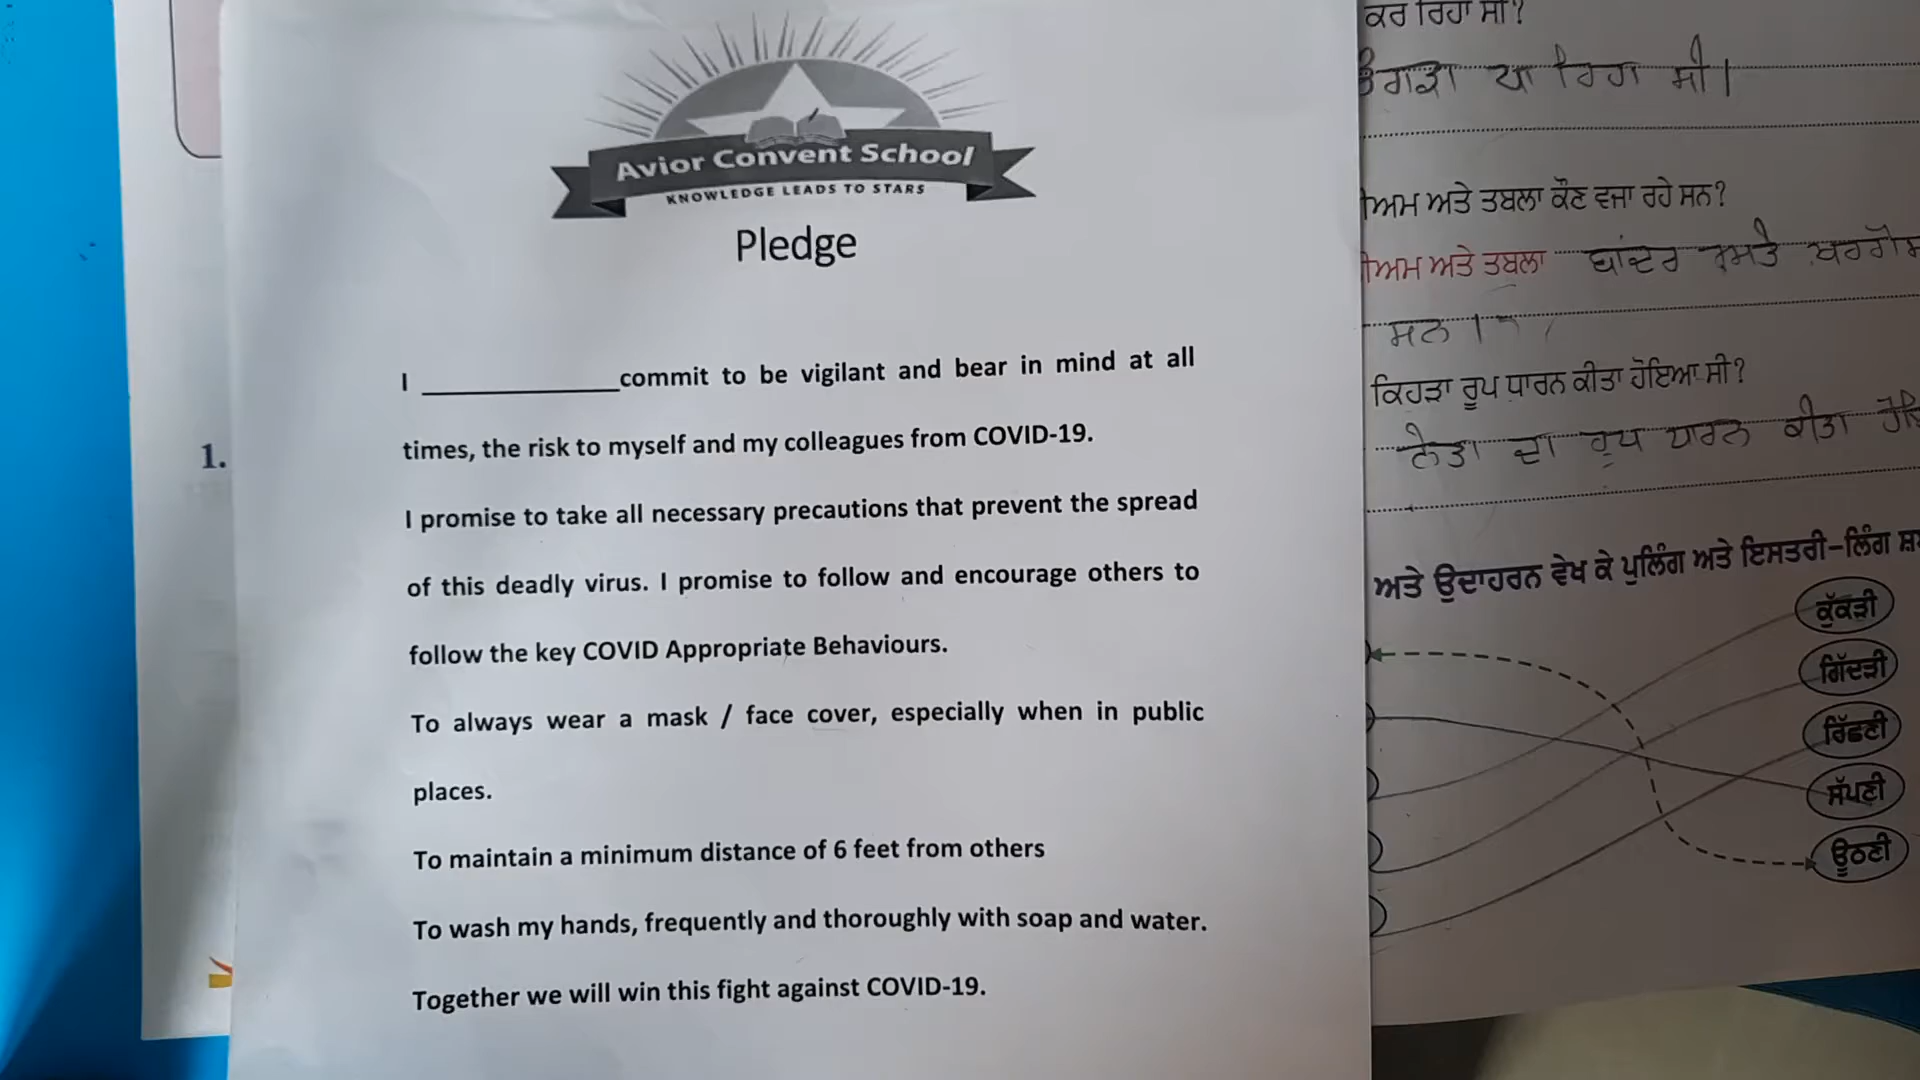 Avior Convent School
KNOWLEDGE LEADS TO STARS
Pledge
I ______________commit to be vigilant and bear in mind at all
times, the risk to myself and my colleagues from COVID-19.
I promise to take all necessary precautions that prevent the spread
of this deadly virus. I promise to follow and encourage others to
follow the key COVID Appropriate Behaviours.
To always wear a mask / face cover, especially when in public
places.
To maintain a minimum distance of 6 feet from others
To wash my hands, frequently and thoroughly with soap and water.
Together we will win this fight against COVID-19.
1.
ਕਰ ਰਿਹਾ ਸੀ?
ਸੀ।
ਅਤੇ ਤਬਲਾ ਕੌਣ ਵਜਾ ਰਹੇ ਸਨ?
ਅਤੇ ਤਬਲਾ ਬਾਂਦਰ ਅਤੇ
ਸਨ।
ਕਿਹੜਾ ਰੂਪ ਧਾਰਨ ਕੀਤਾ ਹੋਇਆ ਸੀ?
ਨੇਤਾ ਦਾ ਰੂਪ ਧਾਰਨ ਕੀਤਾ
ਅਤੇ ਉਦਾਹਰਨ ਵੇਖ ਕੇ ਪੁਲਿੰਗ ਅਤੇ ਇਸਤਰੀ-ਲਿੰਗ
ਕੁੱਕੜੀ
ਗਿੱਦੜੀ
ਰਿੱਛਣੀ
ਸੱਪਣੀ
ਊਠਣੀ